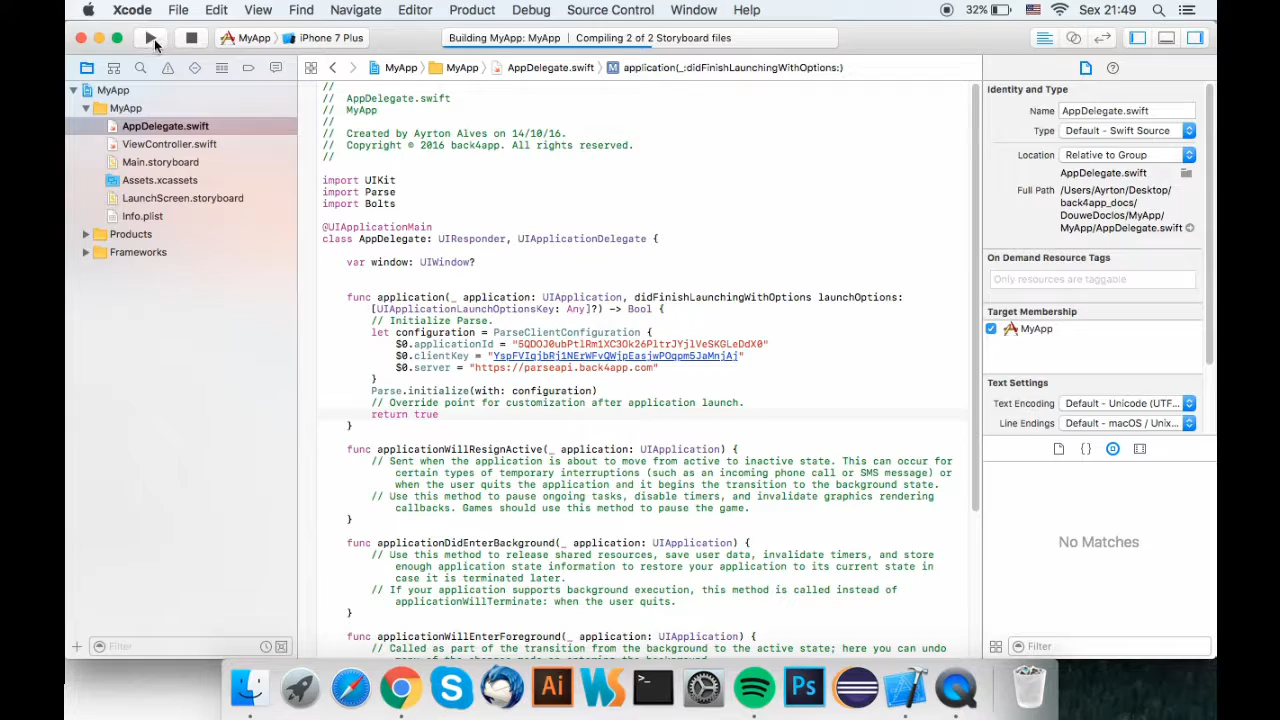 Xcode File Edit View Find Navigate Editor Product Debug Source Control Window Help 32% Sex 21:49
MyApp iPhone 7 Plus Building MyApp: MyApp | Compiling 2 of 2 Storyboard files
MyApp MyApp AppDelegate.swift M application(_:didFinishLaunchingWithOptions:)
MyApp
MyApp
AppDelegate.swift
ViewController.swift
Main.storyboard
Assets.xcassets
LaunchScreen.storyboard
Info.plist
Products
Frameworks
Filter
//
// AppDelegate.swift
// MyApp
//
// Created by Ayrton Alves on 14/10/16.
// Copyright © 2016 back4app. All rights reserved.
//
import UIKit
import Parse
import Bolts
@UIApplicationMain
class AppDelegate: UIResponder, UIApplicationDelegate {
var window: UIWindow?
func application(_ application: UIApplication, didFinishLaunchingWithOptions launchOptions:
[UIApplicationLaunchOptionsKey: Any]?) -> Bool {
// Initialize Parse.
let configuration = ParseClientConfiguration {
$0.applicationId = "5QDOJ0ubPtlRm1XC3Ok26PltrJYjlVeSKGLeDdX0"
$0.clientKey = "YspFVIqjbRj1NErWFvQWjpEasjwPOqpm5JaMnjAj"
$0.server = "https://parseapi.back4app.com"
}
Parse.initialize(with: configuration)
// Override point for customization after application launch.
return true
}
func applicationWillResignActive(_ application: UIApplication) {
// Sent when the application is about to move from active to inactive state. This can occur for
certain types of temporary interruptions (such as an incoming phone call or SMS message) or
when the user quits the application and it begins the transition to the background state.
// Use this method to pause ongoing tasks, disable timers, and invalidate graphics rendering
callbacks. Games should use this method to pause the game.
}
func applicationDidEnterBackground(_ application: UIApplication) {
// Use this method to release shared resources, save user data, invalidate timers, and store
enough application state information to restore your application to its current state in
case it is terminated later.
// If your application supports background execution, this method is called instead of
applicationWillTerminate: when the user quits.
}
func applicationWillEnterForeground(_ application: UIApplication) {
// Called as part of the transition from the background to the active state; here you can undo
Identity and Type
Name AppDelegate.swift
Type Default - Swift Source
Location Relative to Group
AppDelegate.swift
Full Path /Users/Ayrton/Desktop/
back4app_docs/
DouweDocIos/MyApp/
MyApp/AppDelegate.swift
On Demand Resource Tags
Only resources are taggable
Target Membership
MyApp
Text Settings
Text Encoding Default - Unicode (UTF...
Line Endings Default - macOS / Unix...
No Matches
Filter
Ai WS >_ Ps